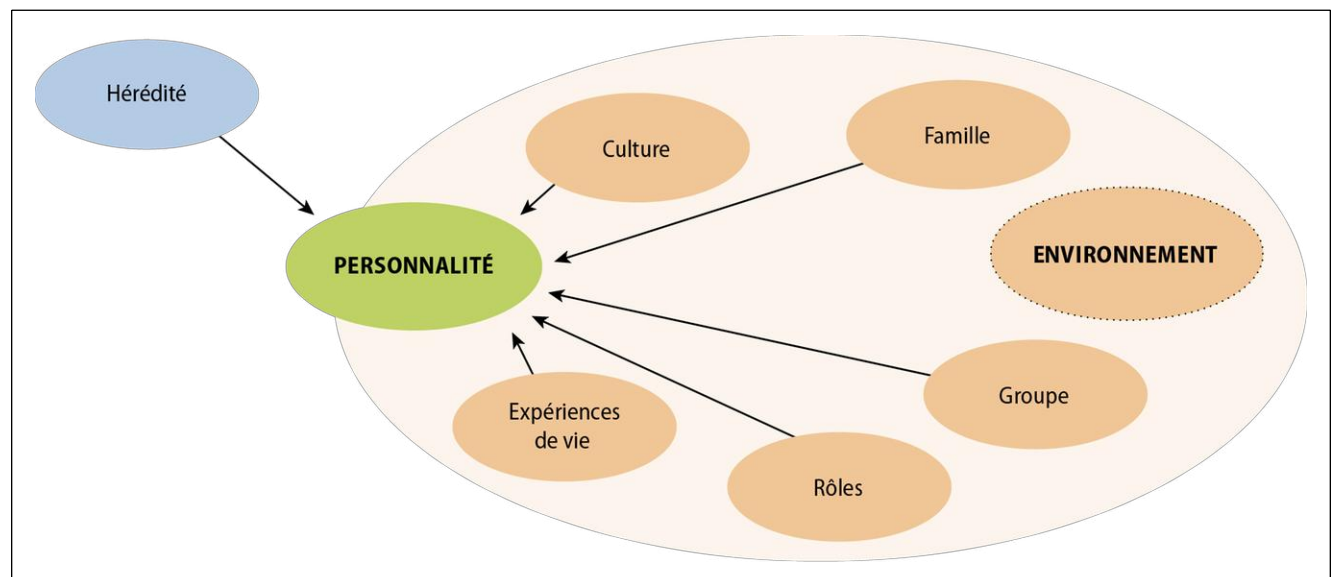 Hérédité
Culture
Famille
PERSONNALITÉ
ENVIRONNEMENT
Expériences
de vie
Groupe
Rôles